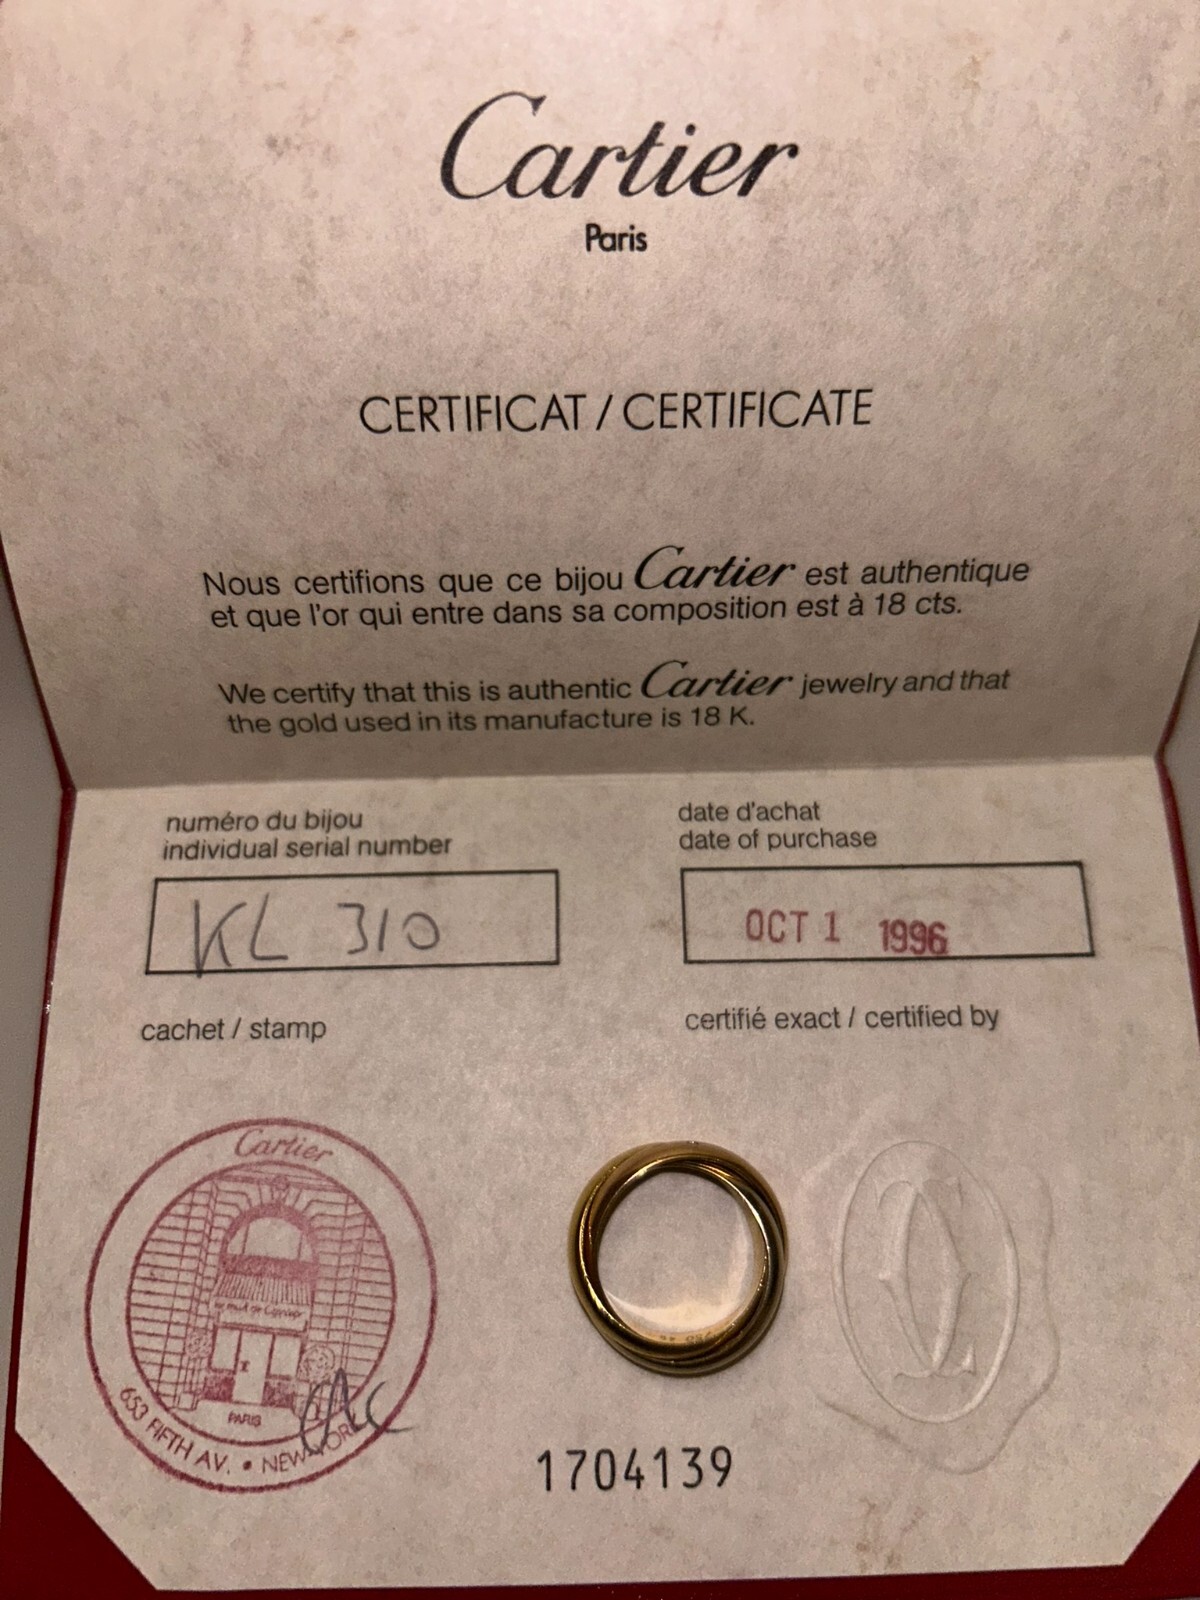 Cartier
Paris
CERTIFICAT / CERTIFICATE
Nous certifions que ce bijou Cartier est authentique
et que l'or qui entre dans sa composition est à 18 cts.
We certify that this is authentic Cartier jewelry and that
the gold used in its manufacture is 18 K.
numéro du bijou
individual serial number
KL 310
date d'achat
date of purchase
OCT 1 1996
cachet / stamp
certifié exact / certified by
Cartier
PARIS
653 FIFTH AV. • NEW YORK
750
1704139